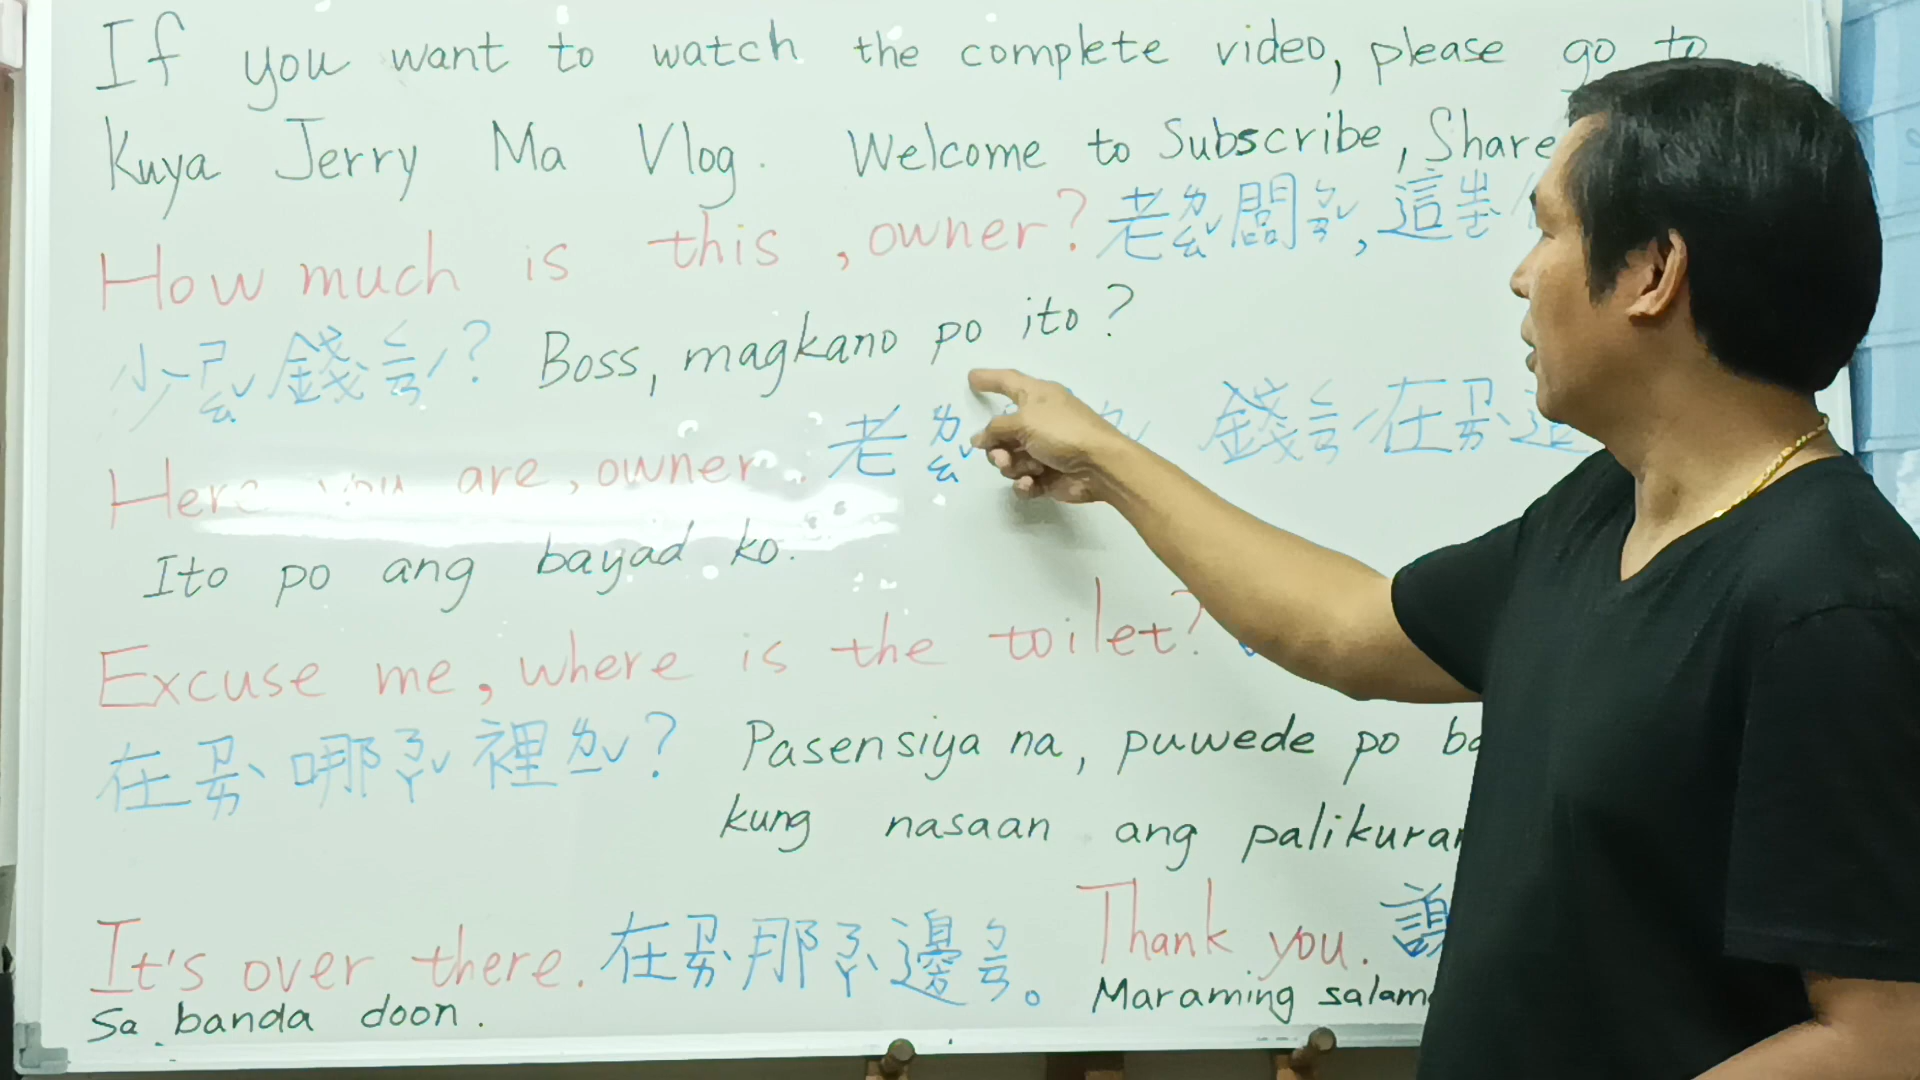 If you want to watch the complete video, please go to
Kuya Jerry Ma Vlog. Welcome to Subscribe, Share
How much is this, owner? 老ㄌㄠˇ闆ㄅㄢˇ, 這ㄓㄜˋ
少ㄕㄠˇ錢ㄑㄧㄢˊ? Boss, magkano po ito?
Here you are, owner. 老ㄌㄠˇ 錢ㄑㄧㄢˊ在ㄗㄞˋ這
Ito po ang bayad ko.
Excuse me, where is the toilet?
在ㄗㄞˋ哪ㄋㄚˇ裡ㄌㄧˇ? Pasensiya na, puwede po
kung nasaan ang
It's over there. 在ㄗㄞˋ那ㄋㄚˋ邊ㄅㄧㄢ。 Thank you. 謝
Sa banda doon. Maraming